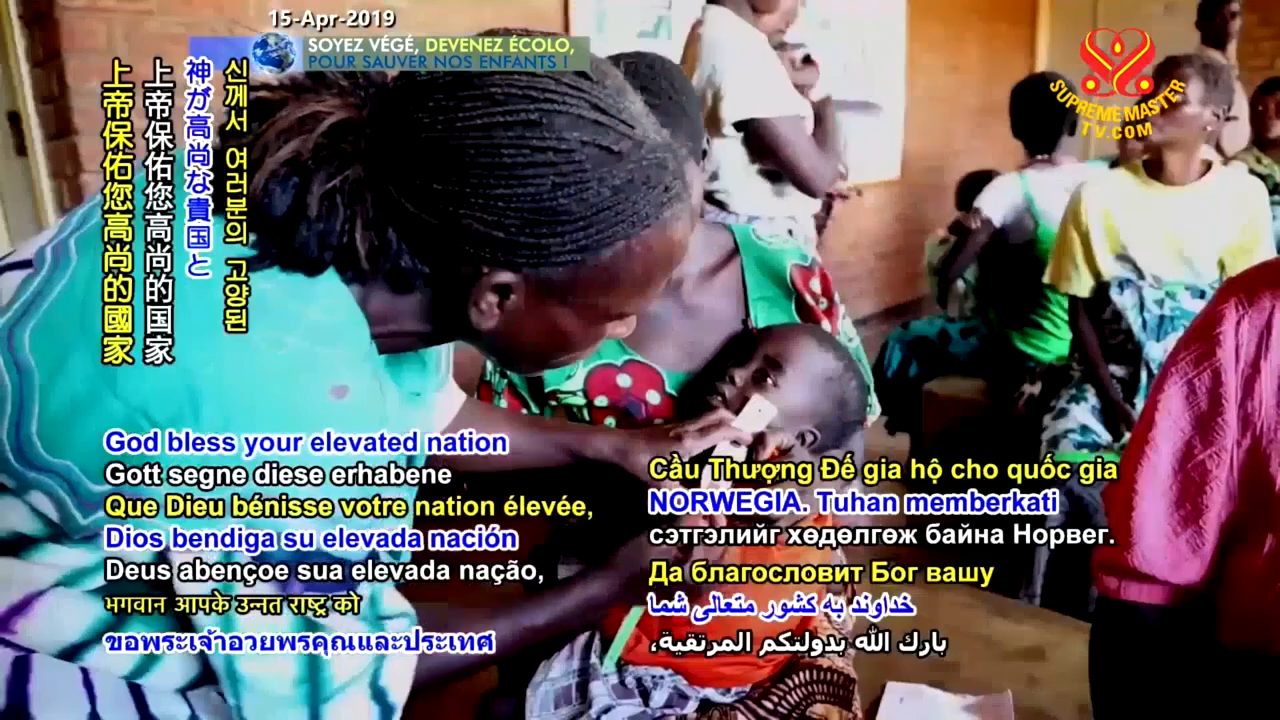 15-Apr-2019
SOYEZ VÉGÉ, DEVENEZ ÉCOLO,
POUR SAUVER NOS ENFANTS !
SUPREME MASTER
TV.COM
신께서 여러분의 고양된
神が高尚な貴国と
上帝保佑您高尚的国家
上帝保佑您高尚的國家
God bless your elevated nation
Gott segne diese erhabene
Que Dieu bénisse votre nation élevée,
Dios bendiga su elevada nación
Deus abençoe sua elevada nação,
भगवान आपके उन्नत राष्ट्र को
ขอพระเจ้าอวยพรคุณและประเทศ
Cầu Thượng Đế gia hộ cho quốc gia
NORWEGIA. Tuhan memberkati
сэтгэлийг хөдөлгөж байна Норвег.
Да благословит Бог вашу
خداوند به کشور متعالی شما
بارك الله بدولتكم المرتقية،